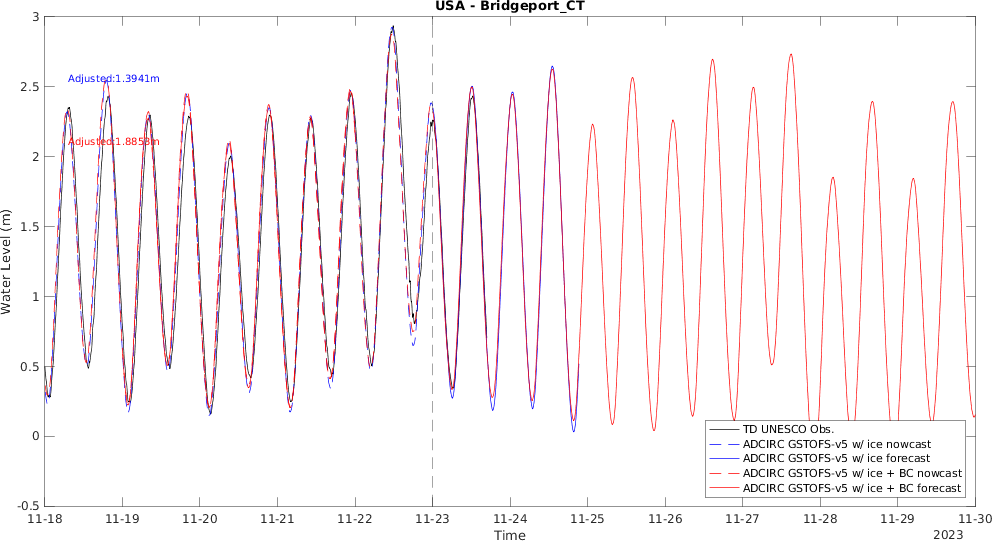 USA - Bridgeport_CT
3
2.5
2
1.5
1
0.5
0
-0.5
Water Level (m)
Adjusted:1.3941m
Adjusted:1.8853m
TD UNESCO Obs.
ADCIRC GSTOFS-v5 w/ ice nowcast
ADCIRC GSTOFS-v5 w/ ice forecast
ADCIRC GSTOFS-v5 w/ ice + BC nowcast
ADCIRC GSTOFS-v5 w/ ice + BC forecast
11-18 11-19 11-20 11-21 11-22 11-23 11-24 11-25 11-26 11-27 11-28 11-29 11-30
Time
2023